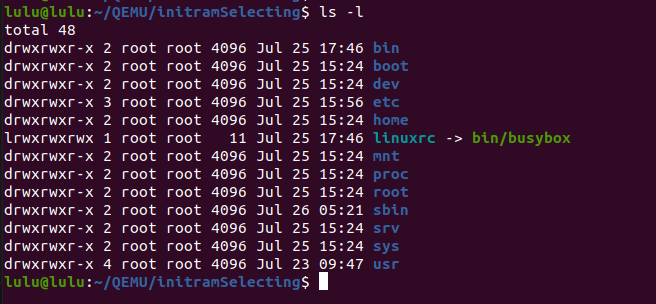 lulu@lulu:~/QEMU/initramSelecting$ ls -l
total 48
drwxrwxr-x 2 root root 4096 Jul 25 17:46 bin
drwxrwxr-x 2 root root 4096 Jul 25 15:24 boot
drwxrwxr-x 2 root root 4096 Jul 25 15:24 dev
drwxrwxr-x 3 root root 4096 Jul 25 15:56 etc
drwxrwxr-x 2 root root 4096 Jul 25 15:24 home
lrwxrwxrwx 1 root root   11 Jul 25 17:46 linuxrc -> bin/busybox
drwxrwxr-x 2 root root 4096 Jul 25 15:24 mnt
drwxrwxr-x 2 root root 4096 Jul 25 15:24 proc
drwxrwxr-x 2 root root 4096 Jul 25 15:24 root
drwxrwxr-x 2 root root 4096 Jul 26 05:21 sbin
drwxrwxr-x 2 root root 4096 Jul 25 15:24 srv
drwxrwxr-x 2 root root 4096 Jul 25 15:24 sys
drwxrwxr-x 4 root root 4096 Jul 23 09:47 usr
lulu@lulu:~/QEMU/initramSelecting$